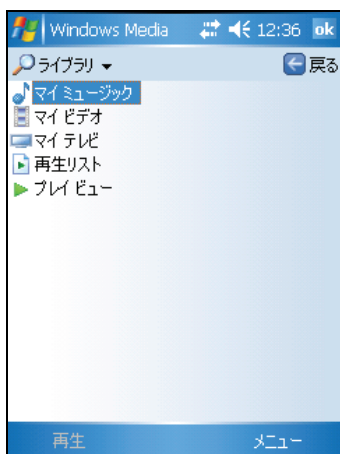 Windows Media 12:36 ok
ライブラリ 戻る
マイ ミュージック
マイ ビデオ
マイ テレビ
再生リスト
プレイ ビュー
再生 メニュー